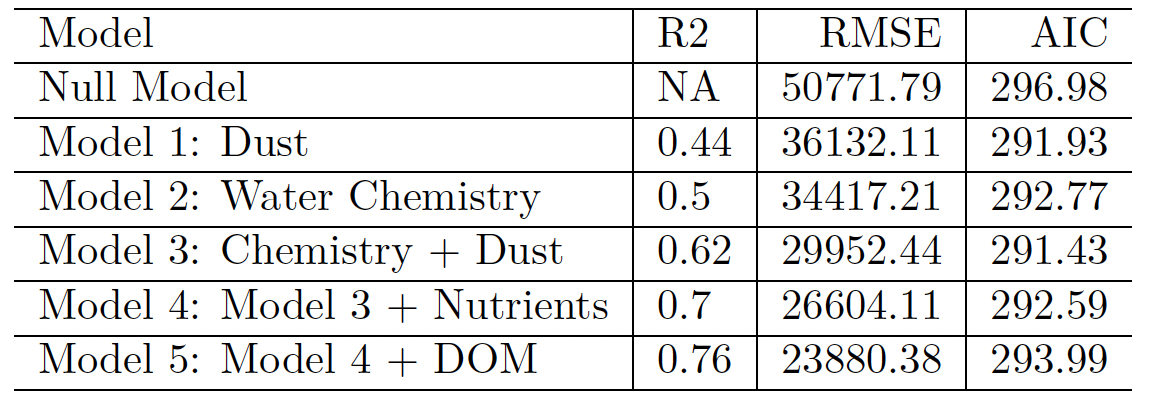 Model R2 RMSE AIC
Null Model NA 50771.79 296.98
Model 1: Dust 0.44 36132.11 291.93
Model 2: Water Chemistry 0.5 34417.21 292.77
Model 3: Chemistry + Dust 0.62 29952.44 291.43
Model 4: Model 3 + Nutrients 0.7 26604.11 292.59
Model 5: Model 4 + DOM 0.76 23880.38 293.99